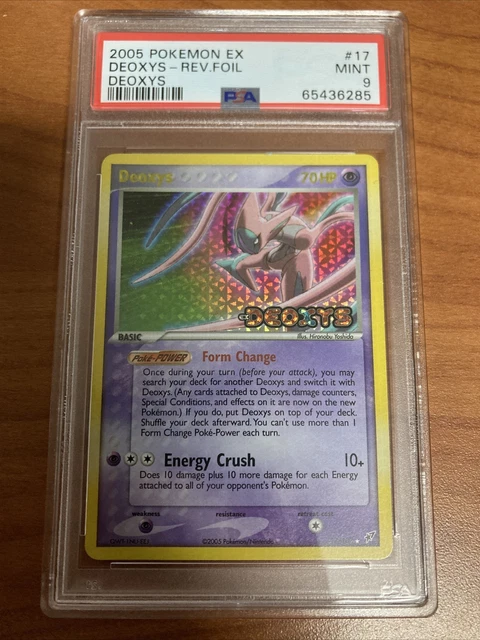 2005 POKEMON EX #17
DEOXYS - REV.FOIL MINT
DEOXYS 9
PSA 65436285
Deoxys 70 HP
DEOXYS
BASIC Illus. Hironobu Yoshida
Poké-POWER Form Change
Once during your turn (before your attack), you may
search your deck for another Deoxys and switch it with
Deoxys. (Any cards attached to Deoxys, damage counters,
Special Conditions, and effects on it are now on the new
Pokémon.) If you do, put Deoxys on top of your deck.
Shuffle your deck afterward. You can't use more than 1
Form Change Poké-Power each turn.
Energy Crush 10+
Does 10 damage plus 10 more damage for each Energy
attached to all of your opponent's Pokémon.
weakness resistance retreat cost
©2005 Pokémon/Nintendo
PSA